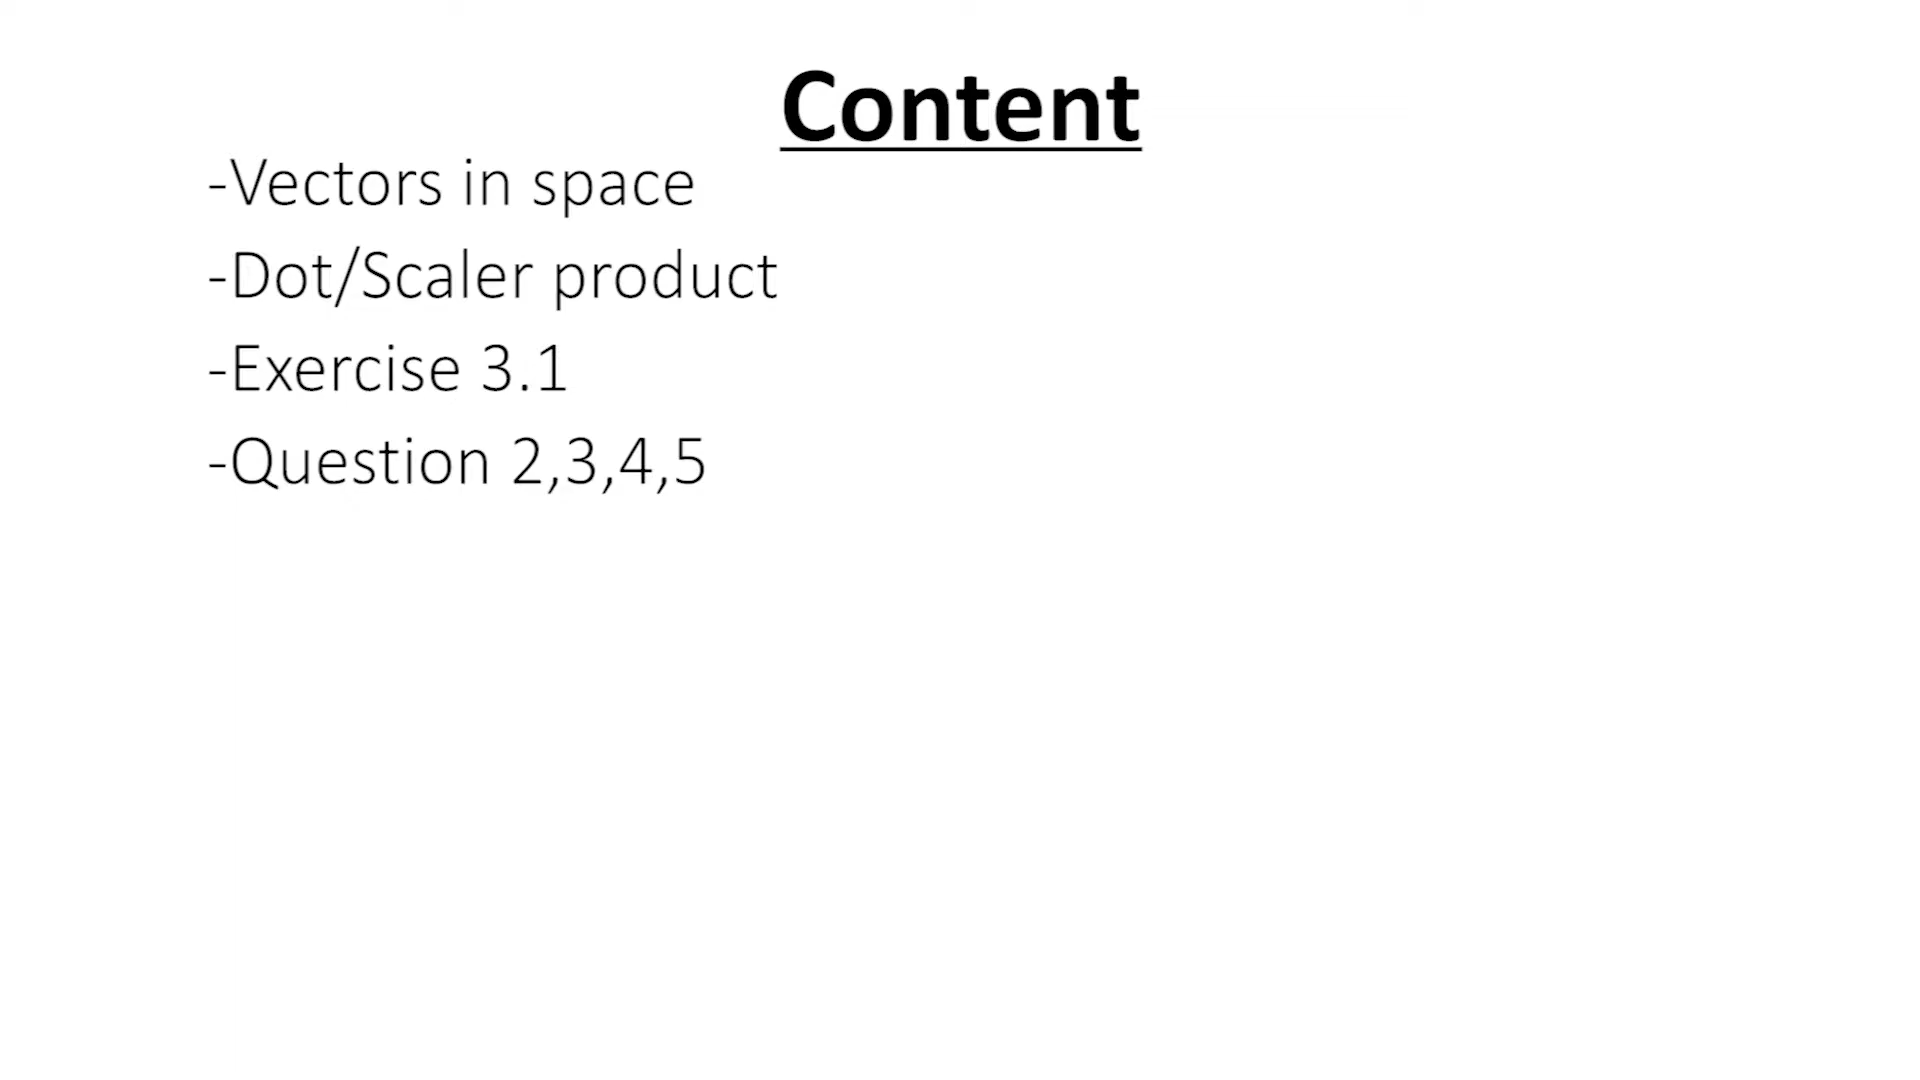 Content
-Vectors in space
-Dot/Scaler product
-Exercise 3.1
-Question 2,3,4,5